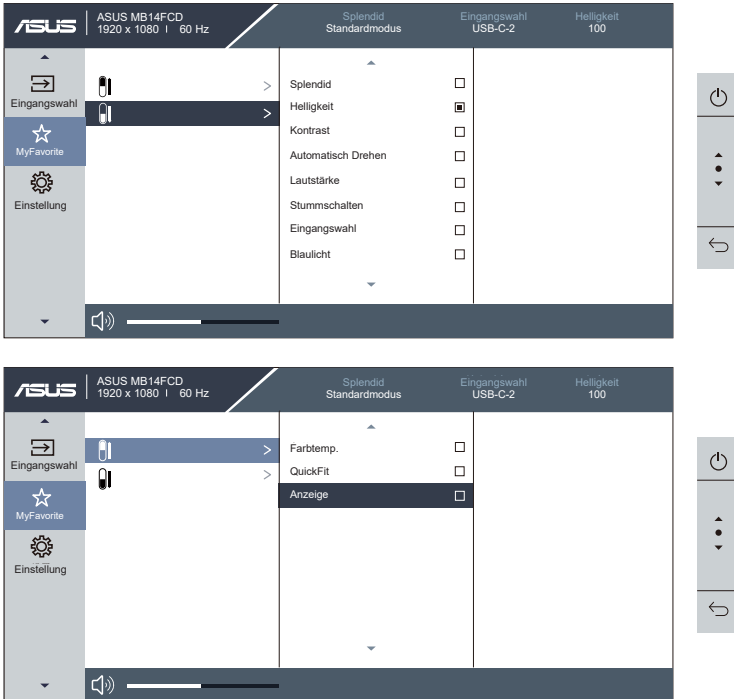 ASUS
ASUS MB14FCD
1920 x 1080 I 60 Hz
Splendid
Standardmodus
Eingangswahl
USB-C-2
Helligkeit
100
Eingangswahl
MyFavorite
Einstellung
>
>
Splendid
Helligkeit
Kontrast
Automatisch Drehen
Lautstärke
Stummschalten
Eingangswahl
Blaulicht
ASUS
ASUS MB14FCD
1920 x 1080 I 60 Hz
Splendid
Standardmodus
Eingangswahl
USB-C-2
Helligkeit
100
Eingangswahl
MyFavorite
Einstellung
>
>
Farbtemp.
QuickFit
Anzeige